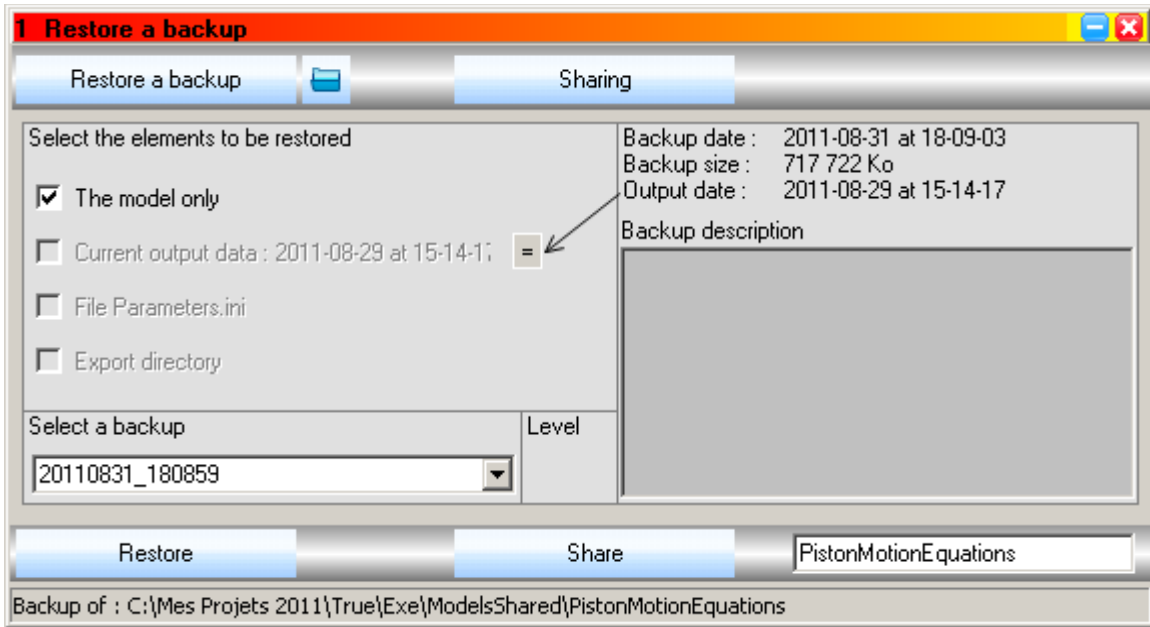 1 Restore a backup
Restore a backup
Sharing
Select the elements to be restored
The model only
Current output data : 2011-08-29 at 15-14-17
=
File Parameters.ini
Export directory
Select a backup
20110831_180859
Level
Backup date : 2011-08-31 at 18-09-03
Backup size : 717 722 Ko
Output date : 2011-08-29 at 15-14-17
Backup description
Restore
Share
PistonMotionEquations
Backup of : C:\Mes Projets 2011\True\Exe\ModelsShared\PistonMotionEquations